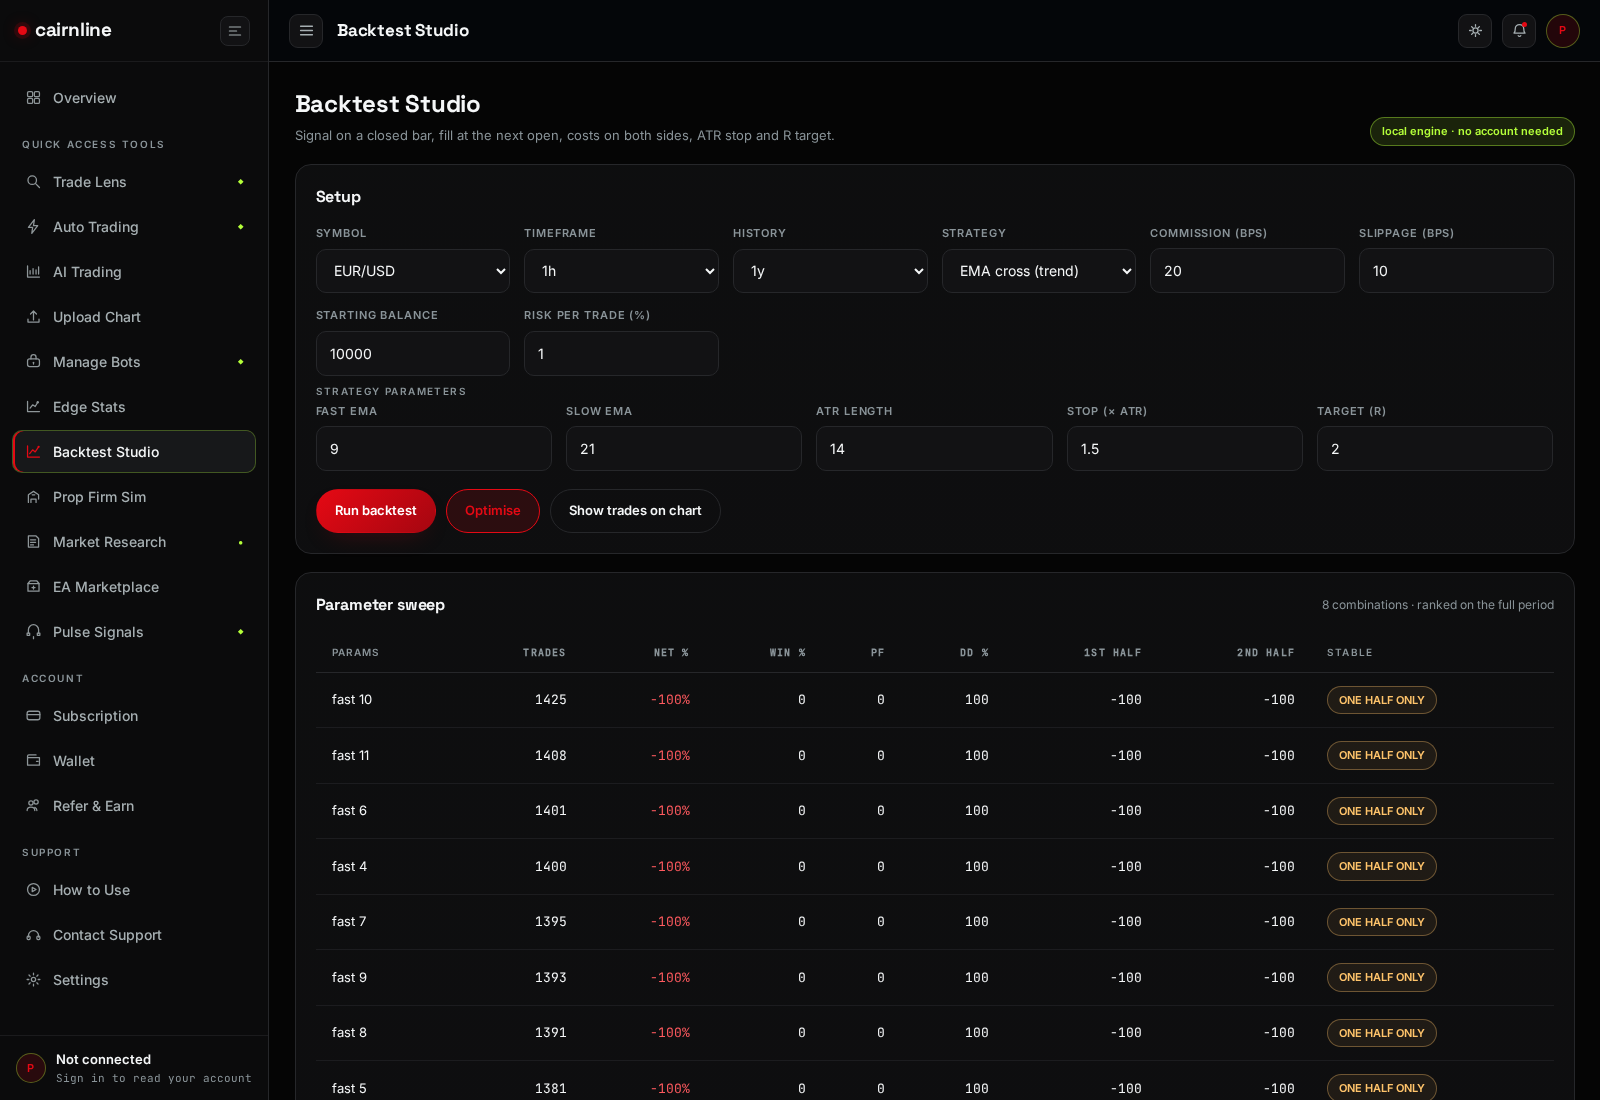 cairnline
Backtest Studio
P
Overview
QUICK ACCESS TOOLS
Trade Lens
Auto Trading
AI Trading
Upload Chart
Manage Bots
Edge Stats
Backtest Studio
Prop Firm Sim
Market Research
EA Marketplace
Pulse Signals
ACCOUNT
Subscription
Wallet
Refer & Earn
SUPPORT
How to Use
Contact Support
Settings
P
Not connected
Sign in to read your account
Backtest Studio
Signal on a closed bar, fill at the next open, costs on both sides, ATR stop and R target.
local engine · no account needed
Setup
SYMBOL TIMEFRAME HISTORY STRATEGY COMMISSION (BPS) SLIPPAGE (BPS)
EUR/USD 1h 1y EMA cross (trend) 20 10
STARTING BALANCE RISK PER TRADE (%)
10000 1
STRATEGY PARAMETERS
FAST EMA SLOW EMA ATR LENGTH STOP (× ATR) TARGET (R)
9 21 14 1.5 2
Run backtest Optimise Show trades on chart
Parameter sweep 8 combinations · ranked on the full period
PARAMS TRADES NET % WIN % PF DD % 1ST HALF 2ND HALF STABLE
fast 10 1425 -100% 0 0 100 -100 -100 ONE HALF ONLY
fast 11 1408 -100% 0 0 100 -100 -100 ONE HALF ONLY
fast 6 1401 -100% 0 0 100 -100 -100 ONE HALF ONLY
fast 4 1400 -100% 0 0 100 -100 -100 ONE HALF ONLY
fast 7 1395 -100% 0 0 100 -100 -100 ONE HALF ONLY
fast 9 1393 -100% 0 0 100 -100 -100 ONE HALF ONLY
fast 8 1391 -100% 0 0 100 -100 -100 ONE HALF ONLY
fast 5 1381 -100% 0 0 100 -100 -100 ONE HALF ONLY